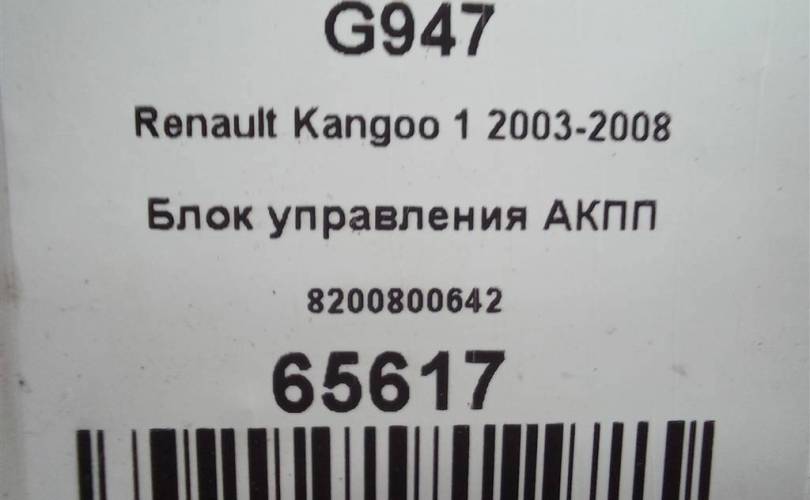 G947
Renault Kangoo 1 2003-2008
Блок управления АКПП
8200800642
65617